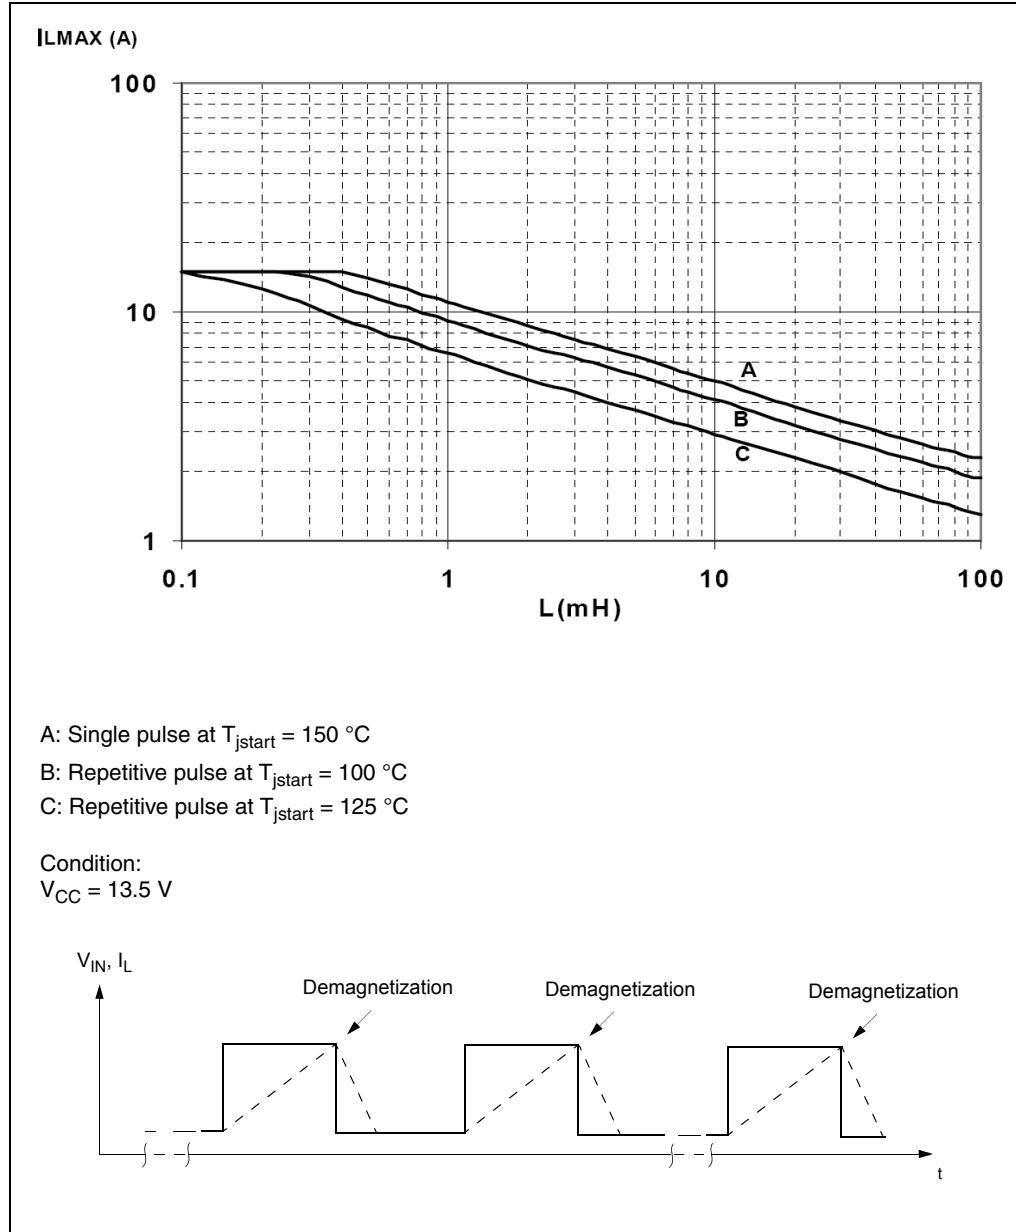 ILMAX (A)
100
10
1
A
B
C
0.1 1 10 100
L(mH)
A: Single pulse at Tjstart = 150 °C
B: Repetitive pulse at Tjstart = 100 °C
C: Repetitive pulse at Tjstart = 125 °C
Condition:
VCC = 13.5 V
VIN, IL
Demagnetization Demagnetization Demagnetization
t